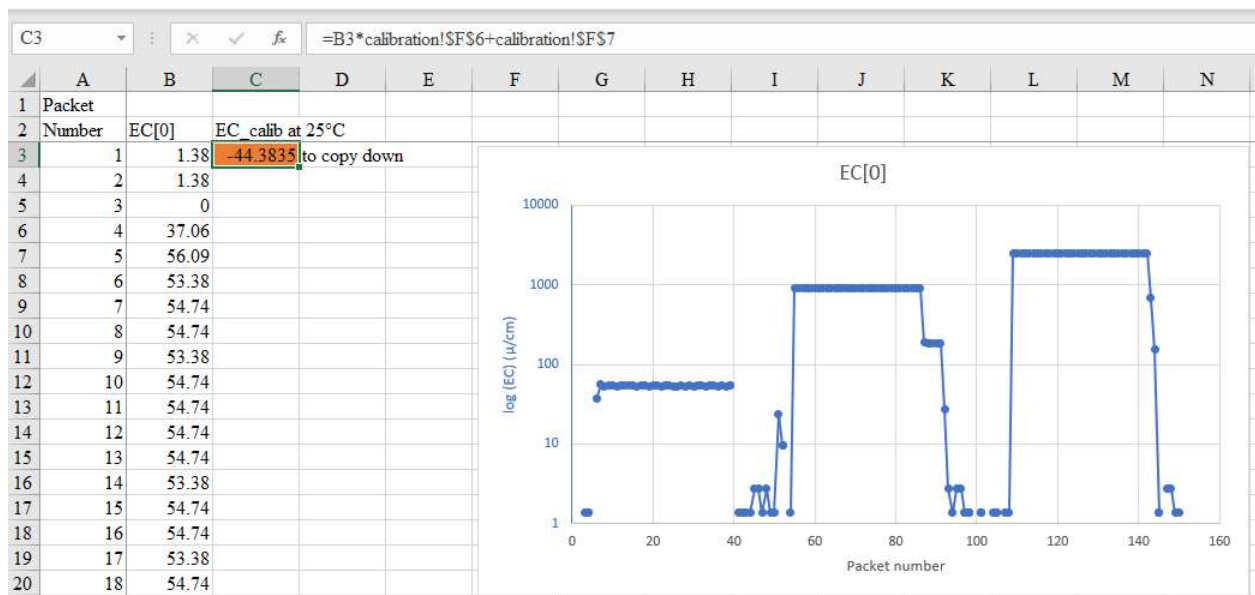 C3 fx =B3*calibration!$F$6+calibration!$F$7
A B C D E F G H I J K L M N
1 Packet
2 Number EC[0] EC_calib at 25°C
3 1 1.38 -44.3835 to copy down
4 2 1.38
5 3 0
6 4 37.06
7 5 56.09
8 6 53.38
9 7 54.74
10 8 54.74
11 9 53.38
12 10 54.74
13 11 54.74
14 12 54.74
15 13 54.74
16 14 53.38
17 15 54.74
18 16 54.74
19 17 53.38
20 18 54.74
EC[0]
10000
1000
100
10
1
log (EC) (µ/cm)
0 20 40 60 80 100 120 140 160
Packet number